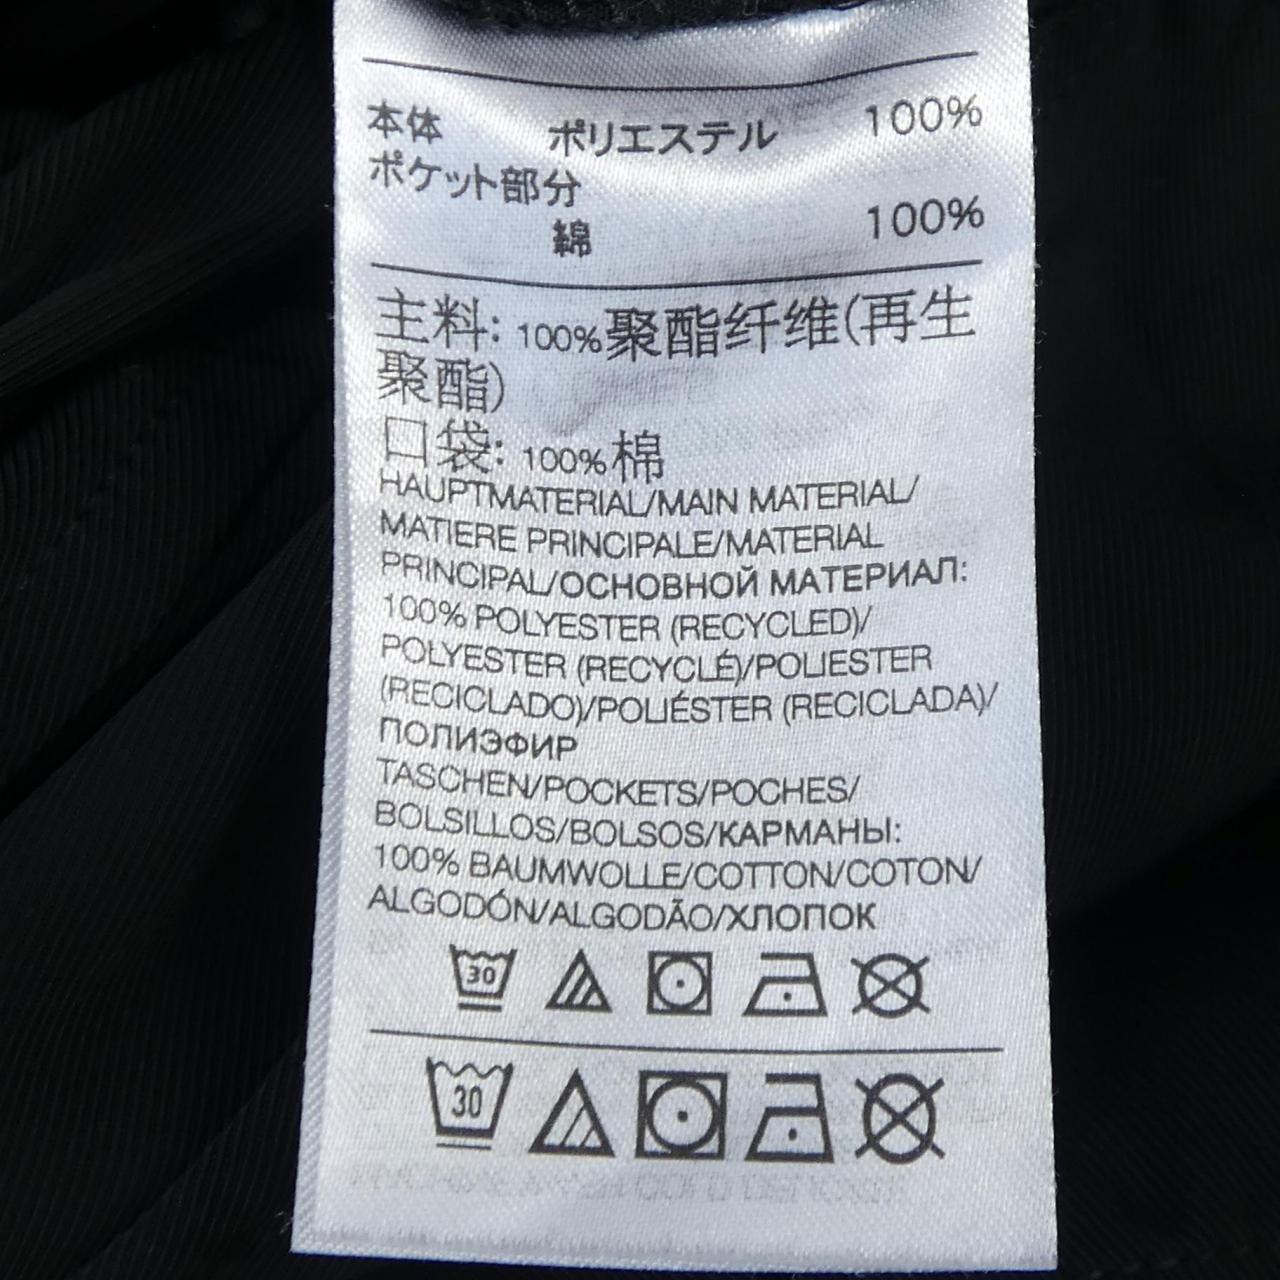 本体 ポリエステル 100%
ポケット部分
綿 100%
主料: 100%聚酯纤维(再生
聚酯)
口袋: 100%棉
HAUPTMATERIAL/MAIN MATERIAL/
MATIERE PRINCIPALE/MATERIAL
PRINCIPAL/ОСНОВНОЙ МАТЕРИАЛ:
100% POLYESTER (RECYCLED)/
POLYESTER (RECYCLÉ)/POLIESTER
(RECICLADO)/POLIÉSTER (RECICLADA)/
ПОЛИЭФИР
TASCHEN/POCKETS/POCHES/
BOLSILLOS/BOLSOS/КАРМАНЫ:
100% BAUMWOLLE/COTTON/COTON/
ALGODÓN/ALGODÃO/ХЛОПОК
30
30